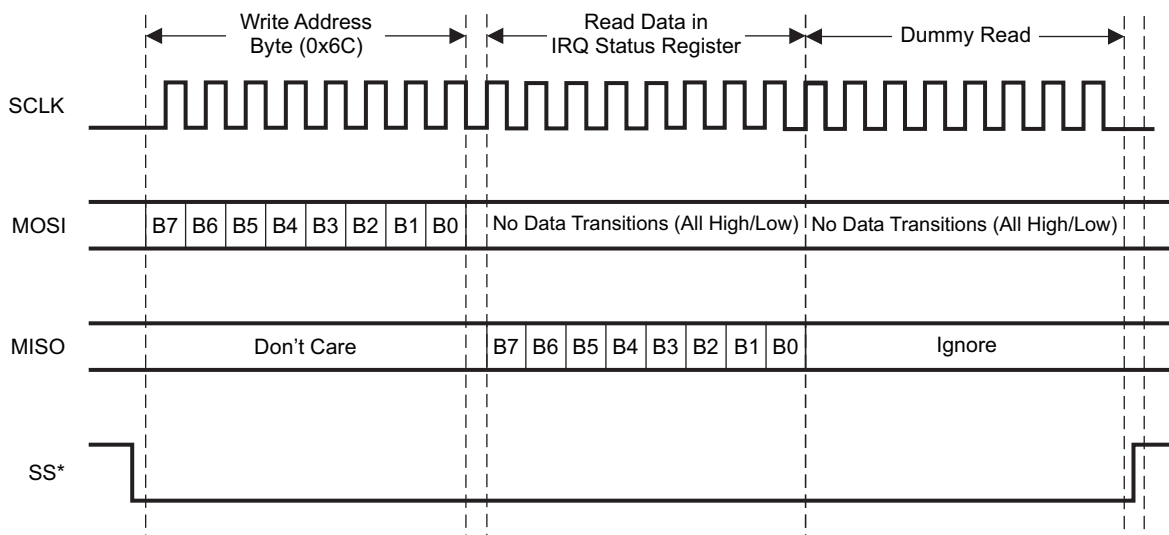 Write Address
Byte (0x6C)
Read Data in
IRQ Status Register
Dummy Read
SCLK
MOSI
B7 B6 B5 B4 B3 B2 B1 B0 No Data Transitions (All High/Low) No Data Transitions (All High/Low)
MISO
Don't Care B7 B6 B5 B4 B3 B2 B1 B0 Ignore
SS*